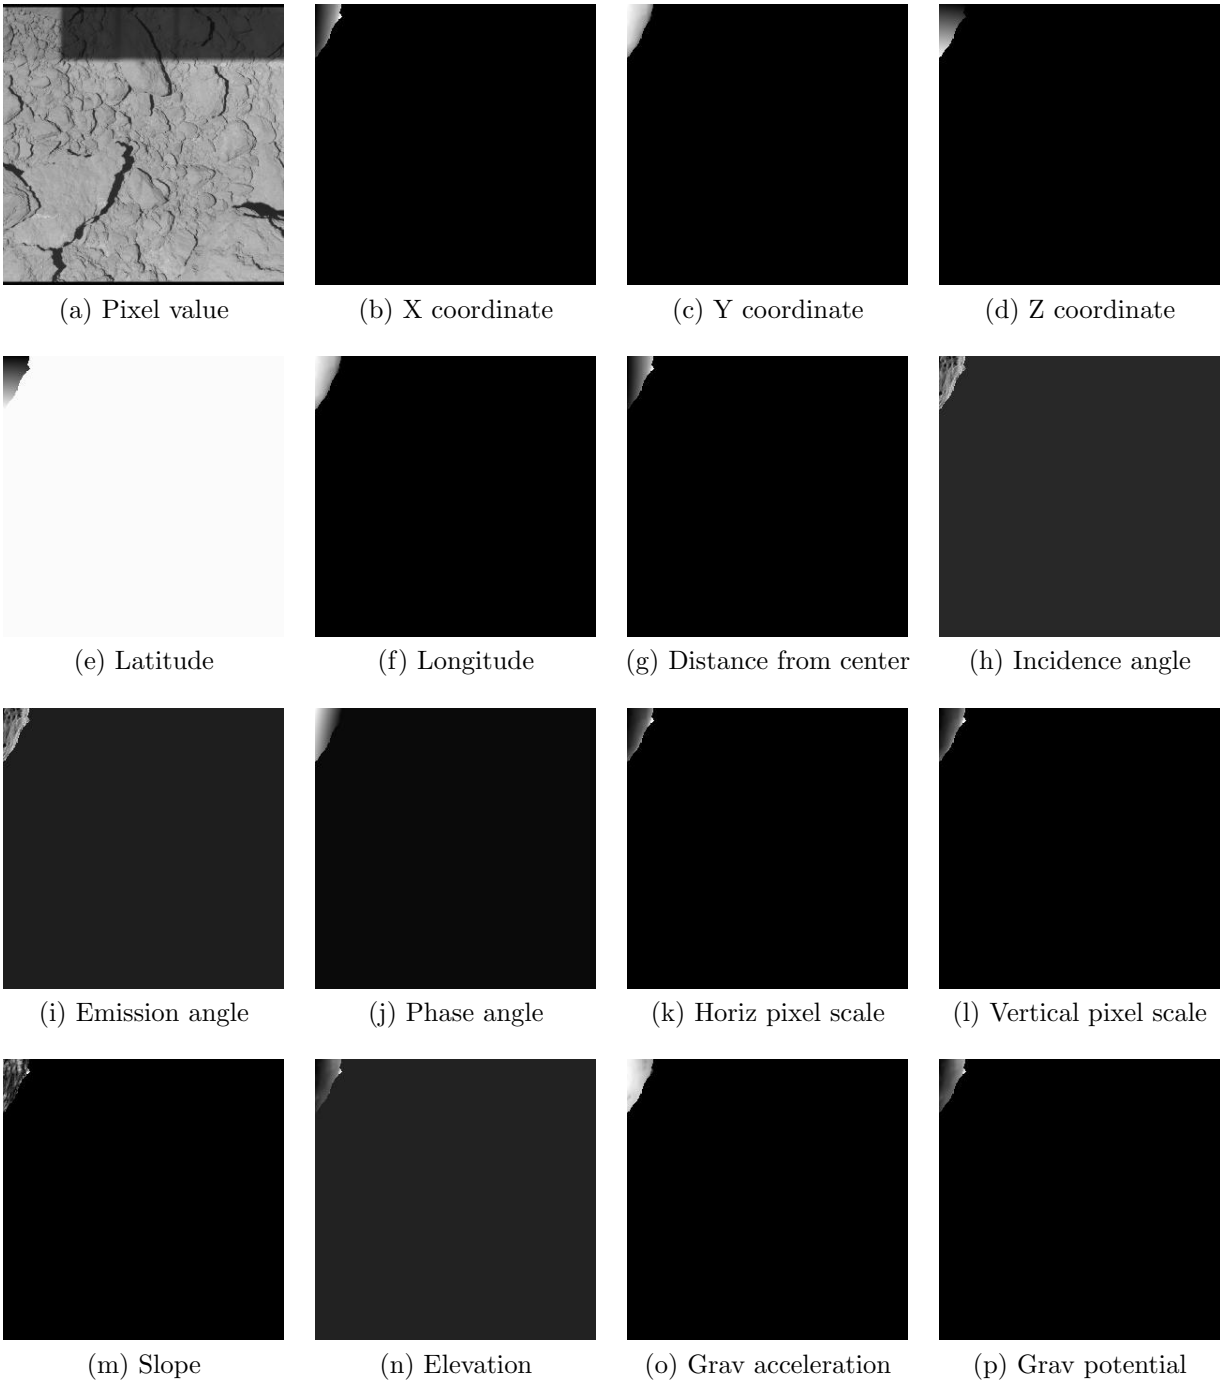 (a) Pixel value
(b) X coordinate
(c) Y coordinate
(d) Z coordinate
(e) Latitude
(f) Longitude
(g) Distance from center
(h) Incidence angle
(i) Emission angle
(j) Phase angle
(k) Horiz pixel scale
(l) Vertical pixel scale
(m) Slope
(n) Elevation
(o) Grav acceleration
(p) Grav potential